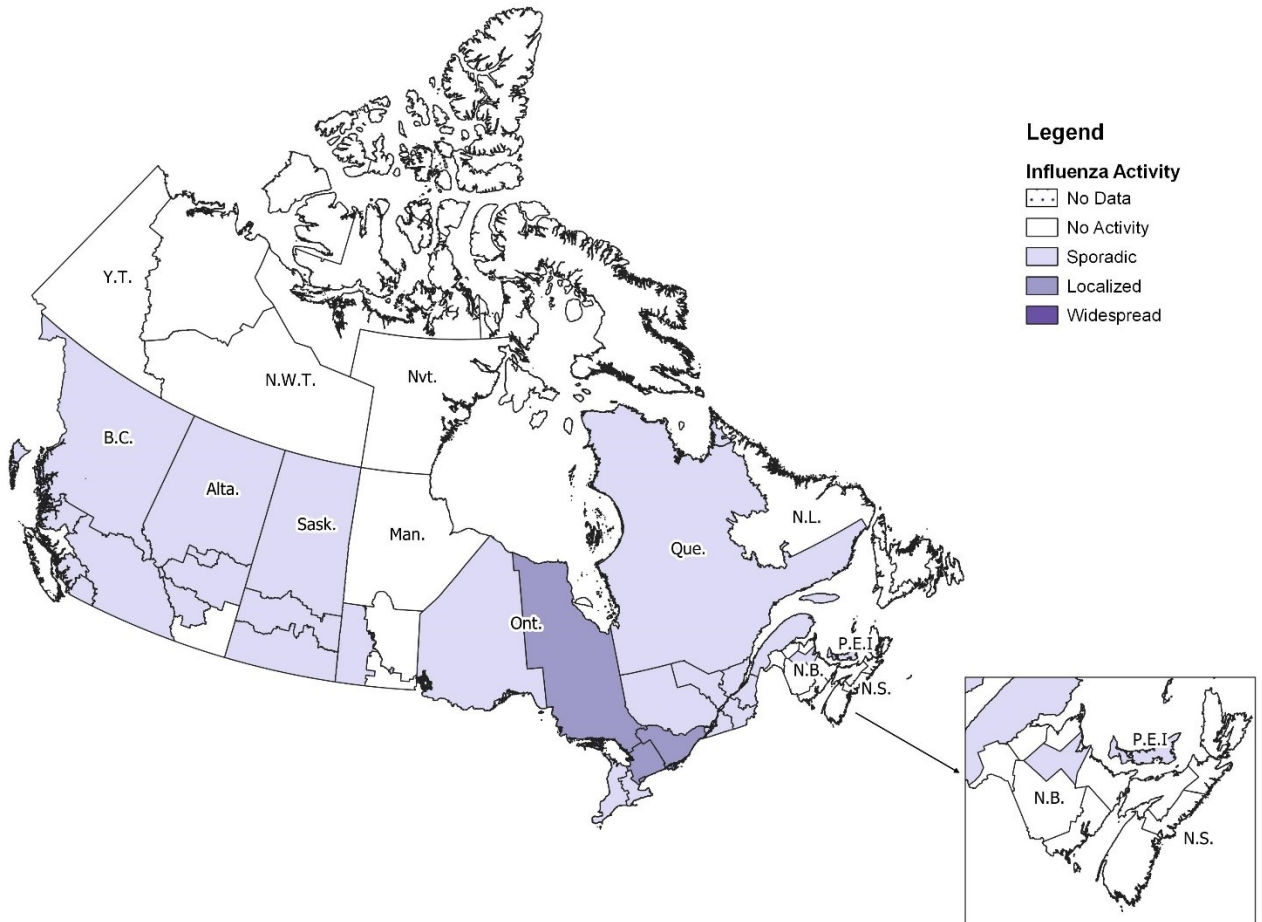 Legend
Influenza Activity
No Data
No Activity
Sporadic
Localized
Widespread
Y.T.
N.W.T.
Nvt.
B.C.
Alta.
Sask.
Man.
Ont.
Que.
N.L.
P.E.I
N.B.
N.S.
P.E.I
N.B.
N.S.